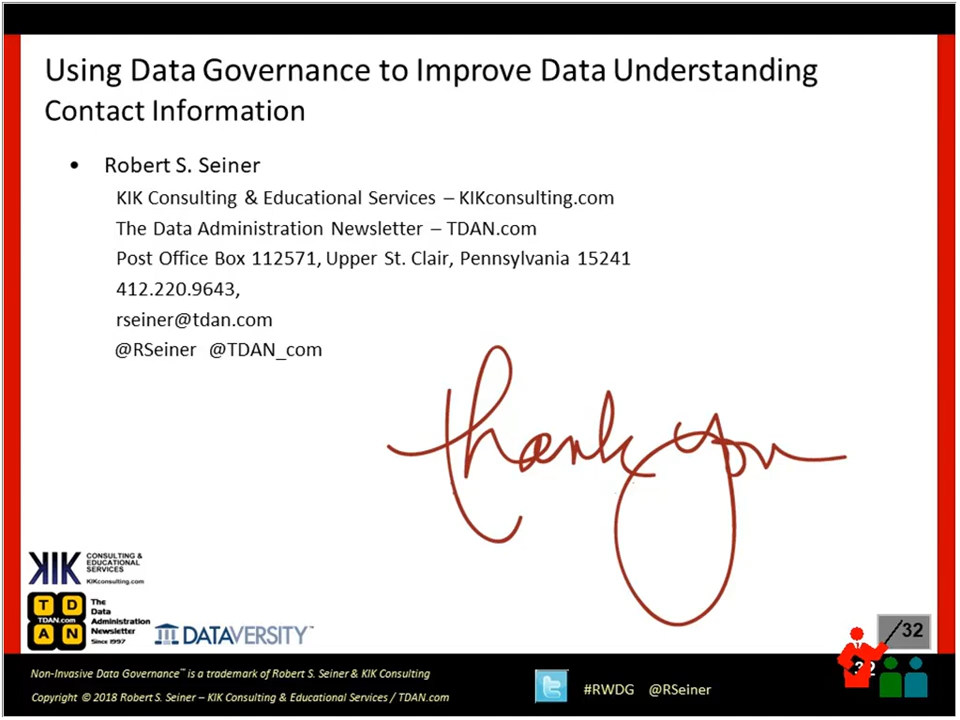 Using Data Governance to Improve Data Understanding
Contact Information
• Robert S. Seiner
KIK Consulting & Educational Services – KIKconsulting.com
The Data Administration Newsletter – TDAN.com
Post Office Box 112571, Upper St. Clair, Pennsylvania 15241
412.220.9643,
rseiner@tdan.com
@RSeiner @TDAN_com
Thank you
KIK CONSULTING &
EDUCATIONAL
SERVICES
KIKconsulting.com
T D
TDAN.com
A N
The
Data
Administration
Newsletter
Since 1997
DATAVERSITY™
/32
32
Non-Invasive Data Governance™ is a trademark of Robert S. Seiner & KIK Consulting
Copyright © 2018 Robert S. Seiner – KIK Consulting & Educational Services / TDAN.com
#RWDG @RSeiner